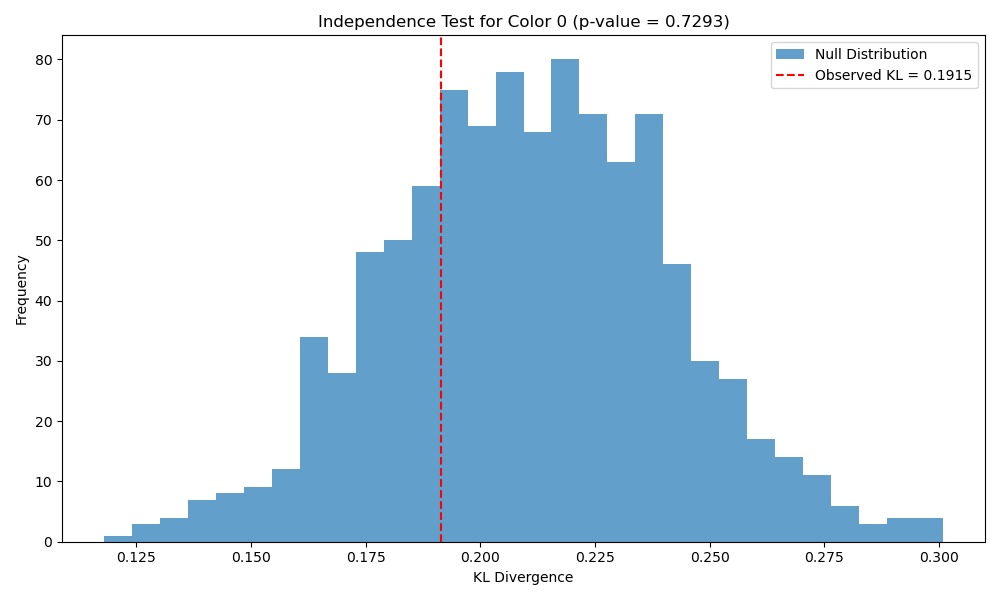 Independence Test for Color 0 (p-value = 0.7293)
Null Distribution
Observed KL = 0.1915
80
70
60
50
40
30
20
10
0
Frequency
0.125 0.150 0.175 0.200 0.225 0.250 0.275 0.300
KL Divergence